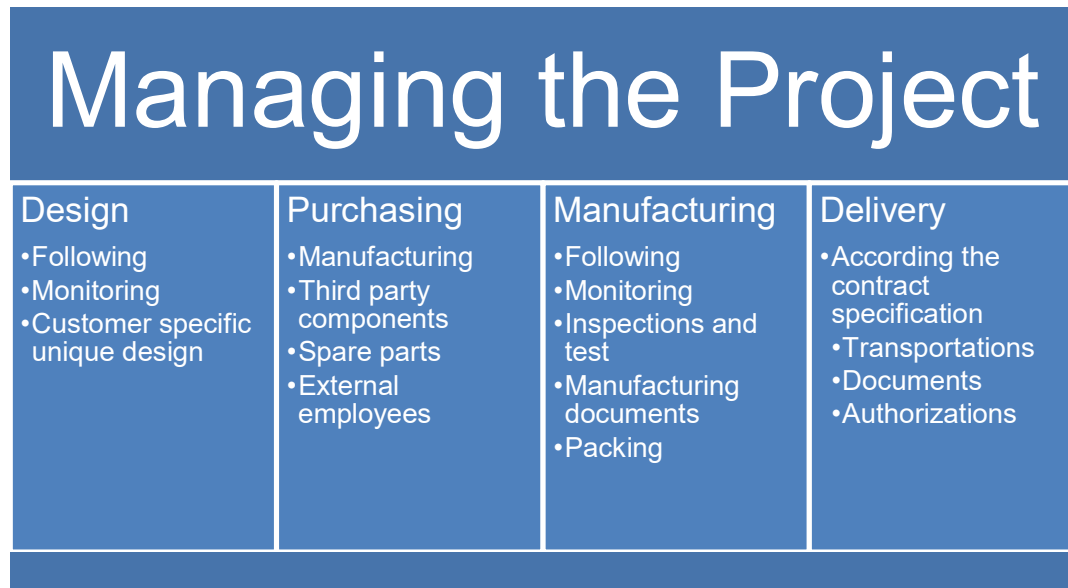 Managing the Project
Design
•Following
•Monitoring
•Customer specific
unique design
Purchasing
•Manufacturing
•Third party
components
•Spare parts
•External
employees
Manufacturing
•Following
•Monitoring
•Inspections and
test
•Manufacturing
documents
•Packing
Delivery
•According the
contract
specification
•Transportations
•Documents
•Authorizations